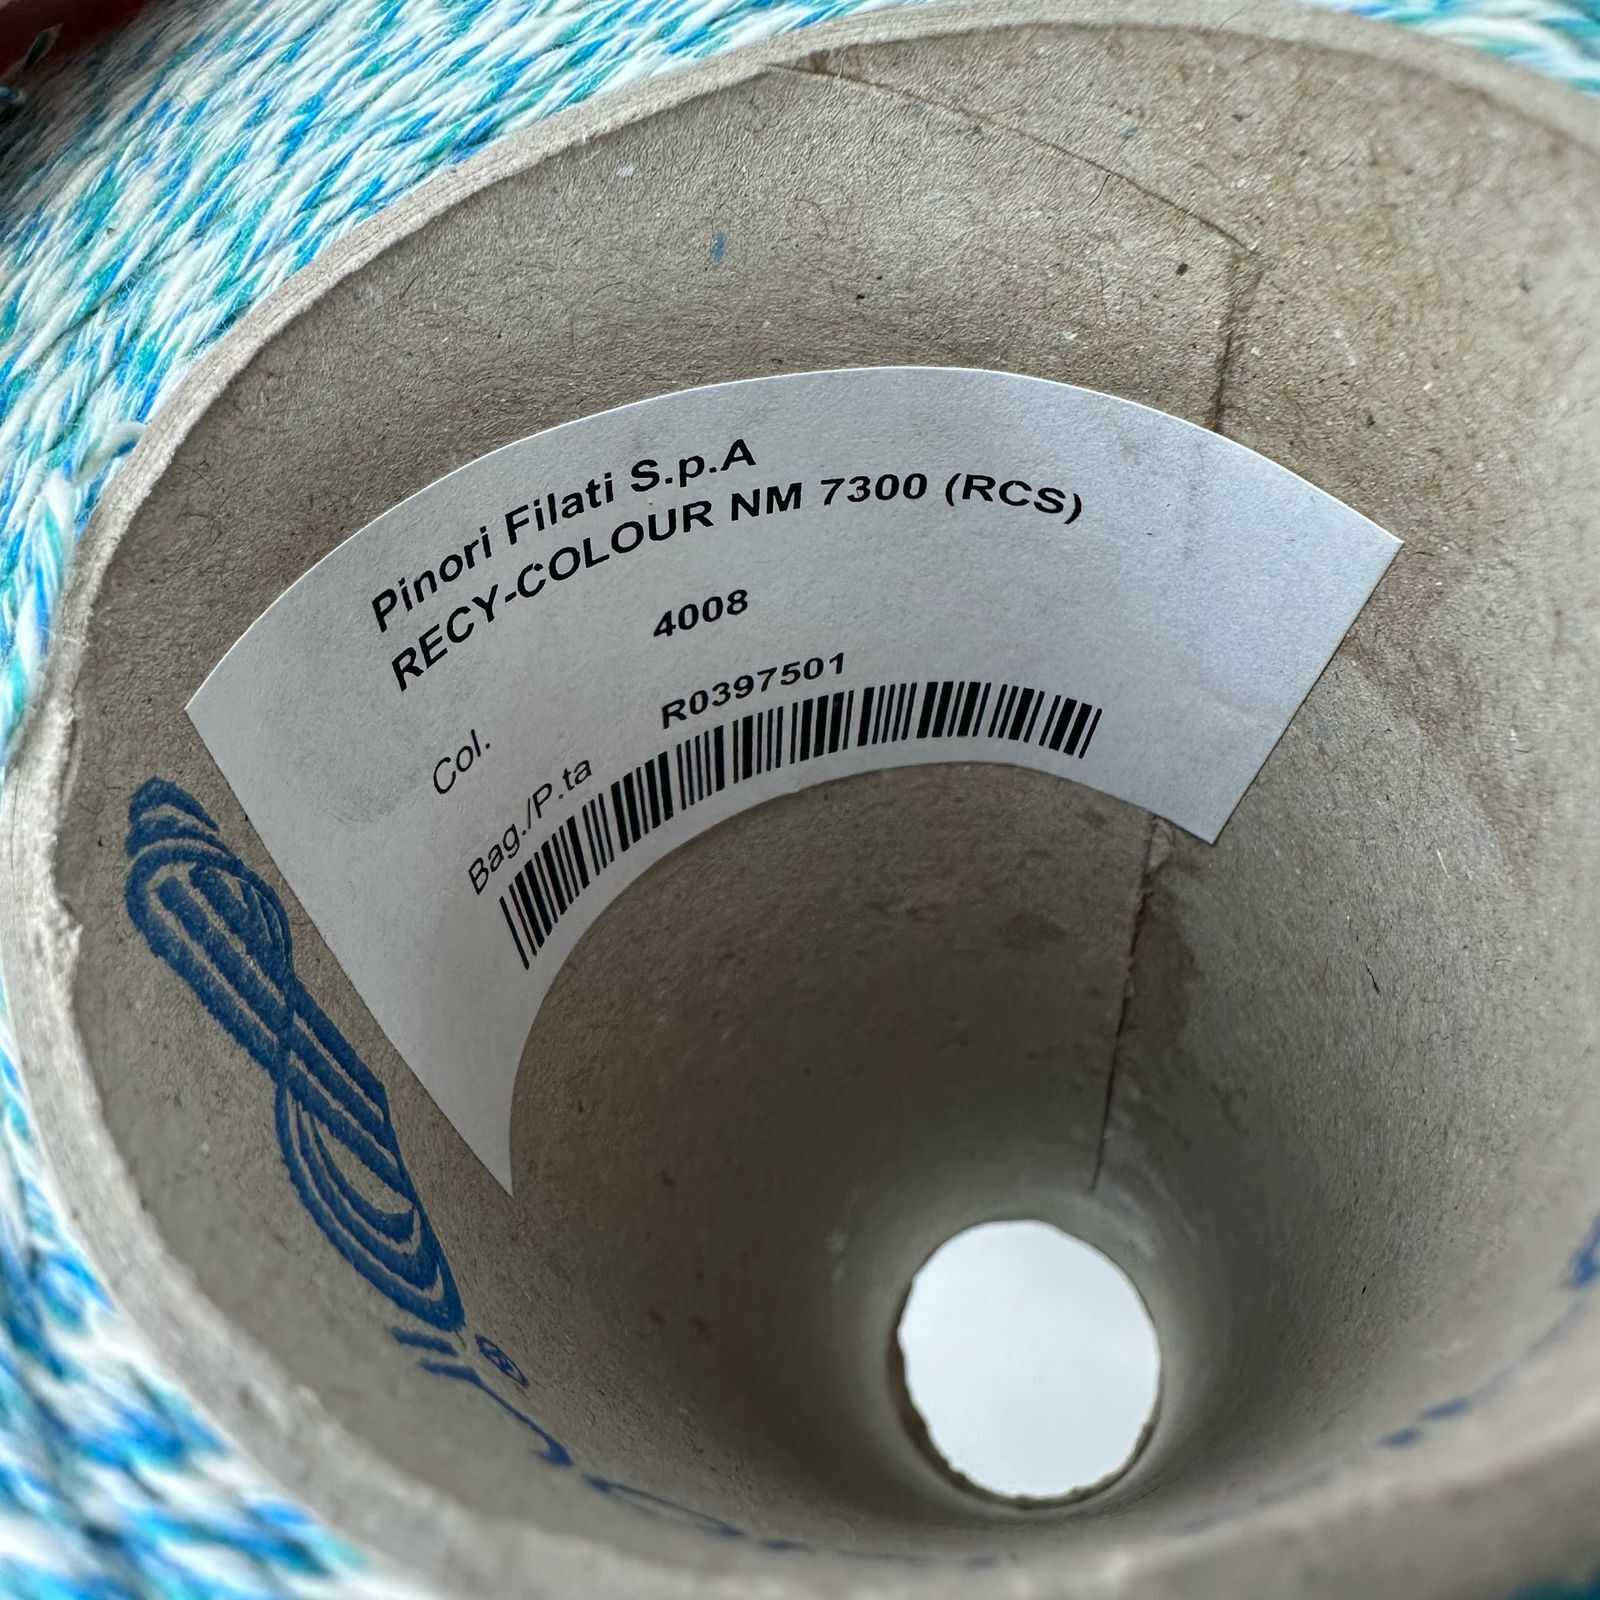 Pinori Filati S.p.A
RECY-COLOUR NM 7300 (RCS)
Col. 4008
Bag./P.ta R0397501
®